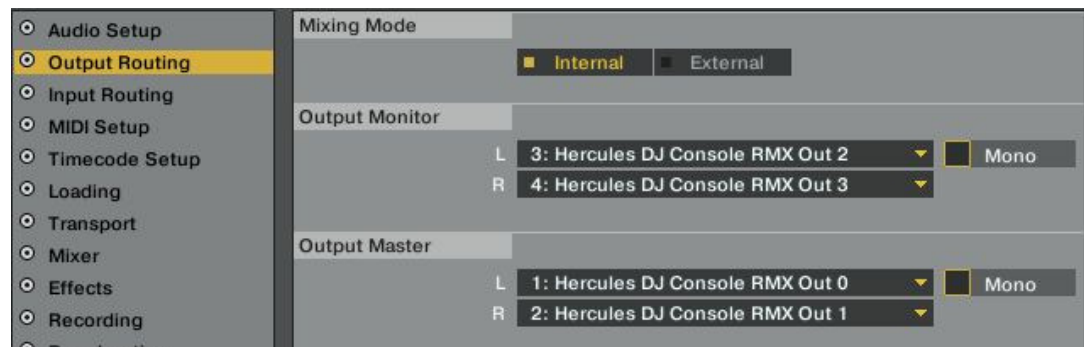 Audio Setup
Output Routing
Input Routing
MIDI Setup
Timecode Setup
Loading
Transport
Mixer
Effects
Recording
Mixing Mode
Internal External
Output Monitor
L 3: Hercules DJ Console RMX Out 2 Mono
R 4: Hercules DJ Console RMX Out 3
Output Master
L 1: Hercules DJ Console RMX Out 0 Mono
R 2: Hercules DJ Console RMX Out 1